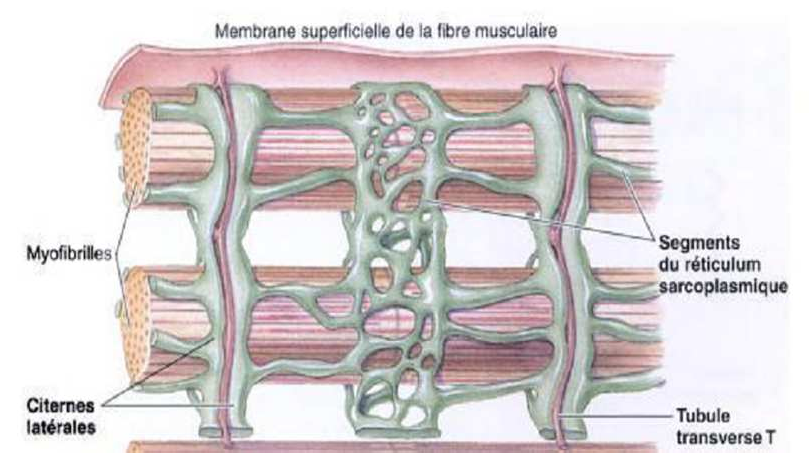 Membrane superficielle de la fibre musculaire
Myofibrilles
Segments
du réticulum
sarcoplasmique
Citernes
latérales
Tubule
transverse T